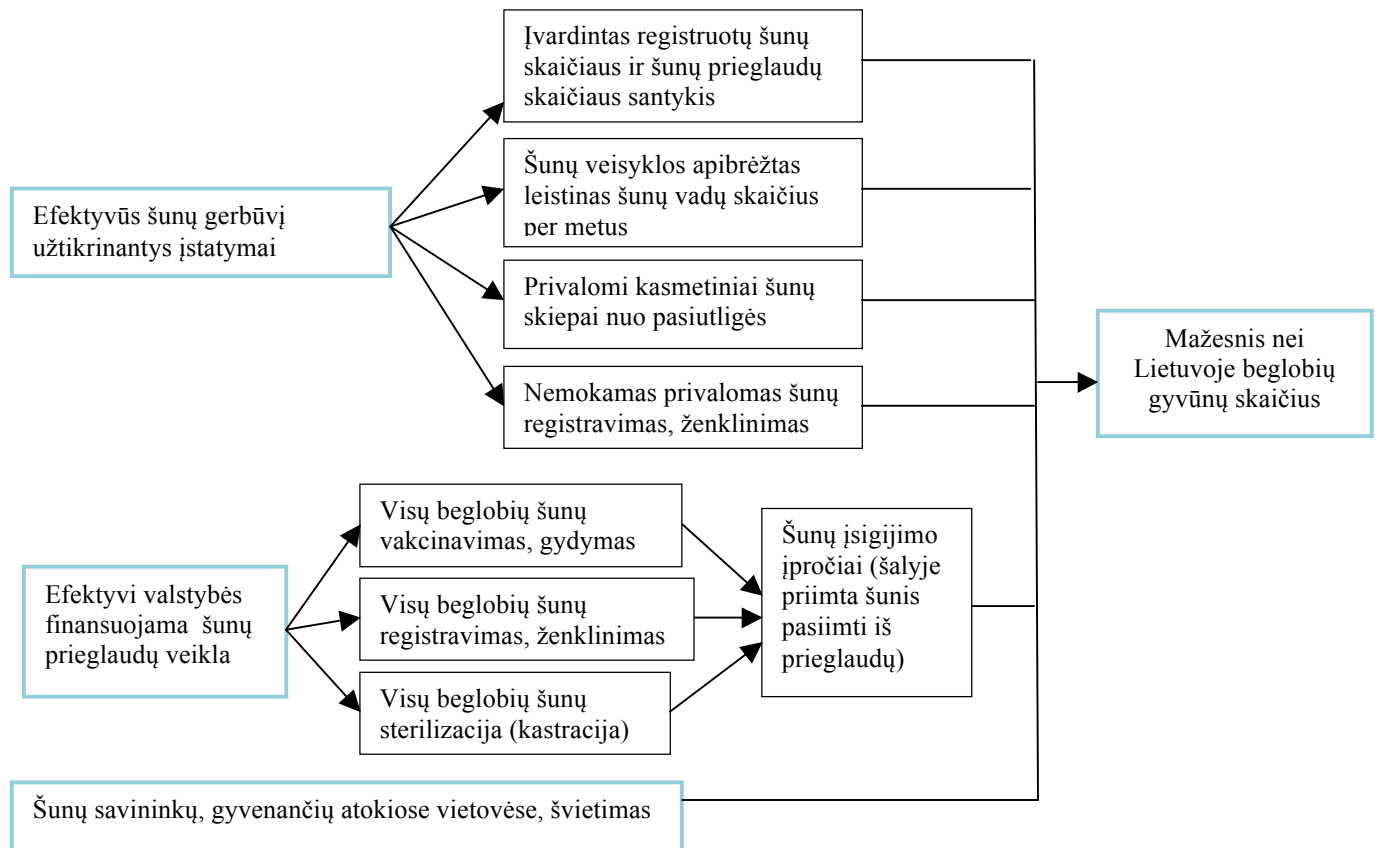 Įvardintas registruotų šunų
skaičiaus ir šunų prieglaudų
skaičiaus santykis
Šunų veisyklos apibrėžtas
leistinas šunų vadų skaičius
per metus
Efektyvūs šunų gerbūvį
užtikrinantys įstatymai
Privalomi kasmetiniai šunų
skiepai nuo pasiutligės
Nemokamas privalomas šunų
registravimas, ženklinimas
Mažesnis nei
Lietuvoje beglobių
gyvūnų skaičius
Visų beglobių šunų
vakcinavimas, gydymas
Efektyvi valstybės
finansuojama šunų
prieglaudų veikla
Visų beglobių šunų
registravimas, ženklinimas
Visų beglobių šunų
sterilizacija (kastracija)
Šunų įsigijimo
įpročiai (šalyje
priimta šunis
pasiimti iš
prieglaudų)
Šunų savininkų, gyvenančių atokiose vietovėse, švietimas